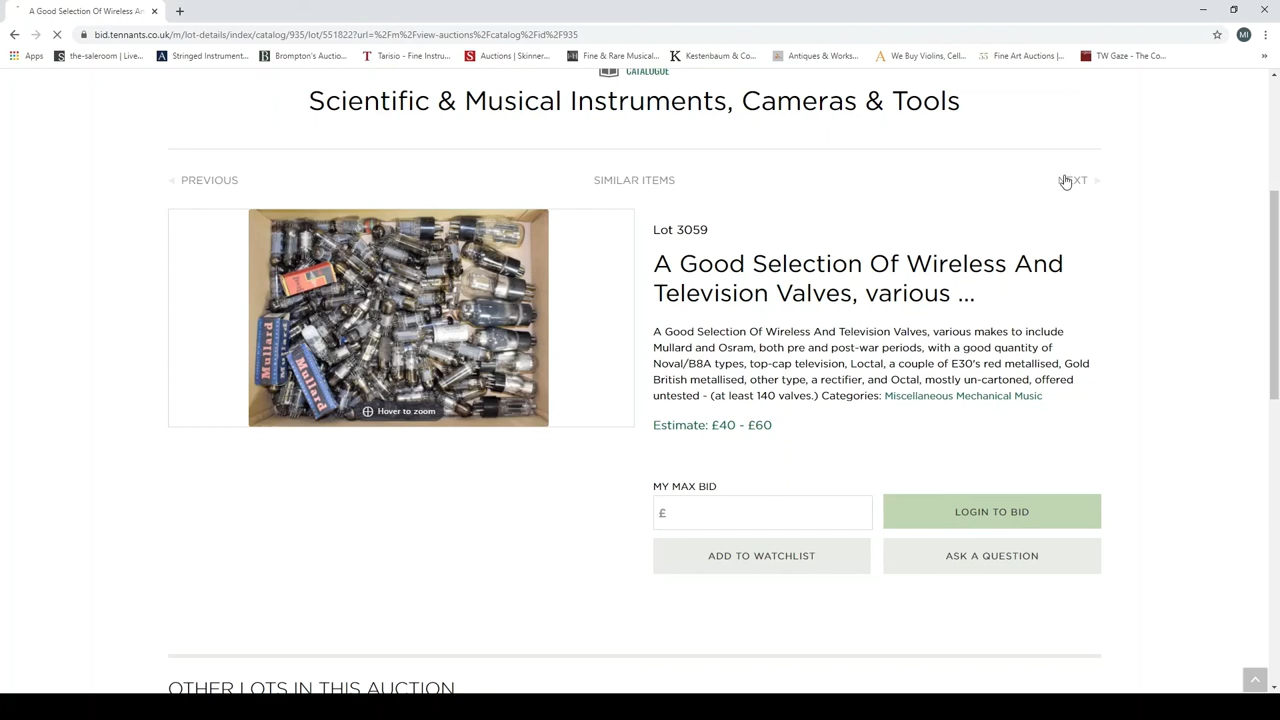 A Good Selection Of Wireless An
bid.tennants.co.uk/m/lot-details/index/catalog/935/lot/551822?url=%2Fm%2Fview-auctions%2Fcatalog%2Fid%2F935
MI
Apps
the-saleroom | Live...
Stringed Instrument...
Brompton's Auctio...
Tarisio - Fine Instru...
Auctions | Skinner...
Fine & Rare Musical...
Kestenbaum & Co...
Antiques & Works...
We Buy Violins, Cell...
Fine Art Auctions |...
TW Gaze - The Co...
»
CATALOGUE
Scientific & Musical Instruments, Cameras & Tools
PREVIOUS
SIMILAR ITEMS
NEXT
Lot 3059
A Good Selection Of Wireless And
Television Valves, various ...
Mullard
Mullard
Hover to zoom
A Good Selection Of Wireless And Television Valves, various makes to include
Mullard and Osram, both pre and post-war periods, with a good quantity of
Noval/B8A types, top-cap television, Loctal, a couple of E30's red metallised, Gold
British metallised, other type, a rectifier, and Octal, mostly un-cartoned, offered
untested - (at least 140 valves.) Categories: Miscellaneous Mechanical Music
Estimate: £40 - £60
MY MAX BID
£
LOGIN TO BID
ADD TO WATCHLIST
ASK A QUESTION
OTHER LOTS IN THIS AUCTION